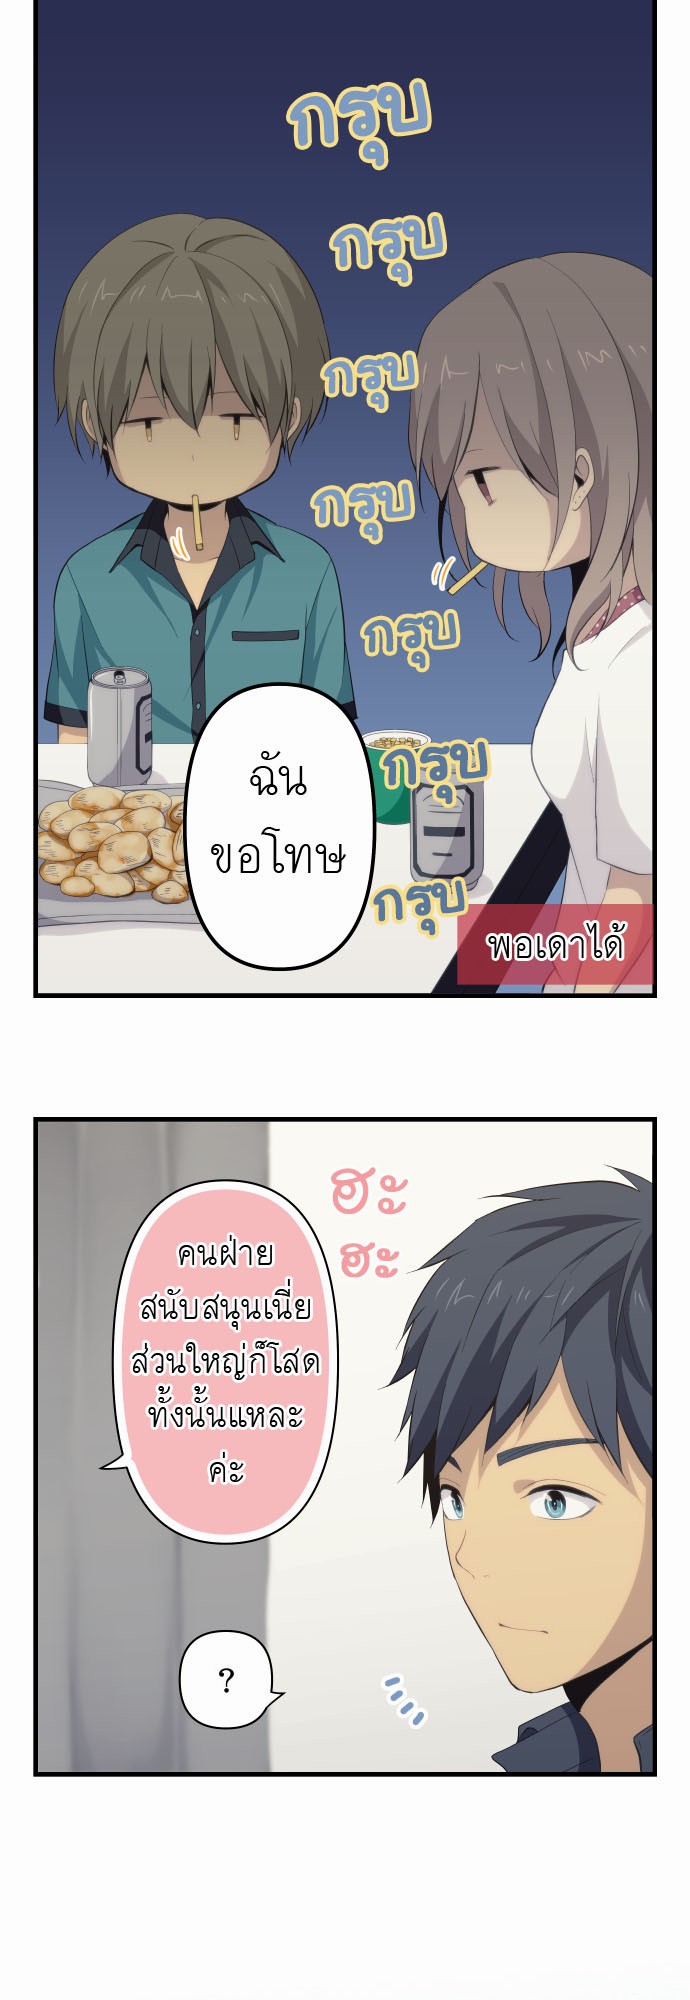 กรุบ
กรุบ
กรุบ
กรุบ
กรุบ
กรุบ
กรุบ
ฉัน
ขอโทษ
พอเดาได้
ฮะ
ฮะ
คนฝ่าย
สนับสนุนเนี่ย
ส่วนใหญ่ก็โสด
ทั้งนั้นแหละ
ค่ะ
?